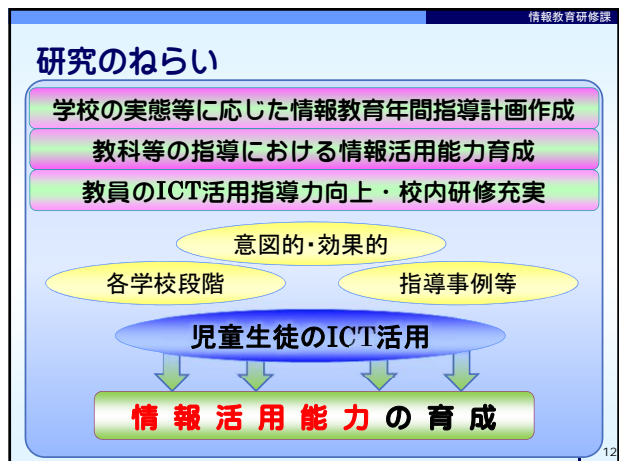 情報教育研修課
研究のねらい
学校の実態等に応じた情報教育年間指導計画作成
教科等の指導における情報活用能力育成
教員のICT活用指導力向上・校内研修充実
意図的・効果的
各学校段階
指導事例等
児童生徒のICT活用
情報活用能力の育成
12